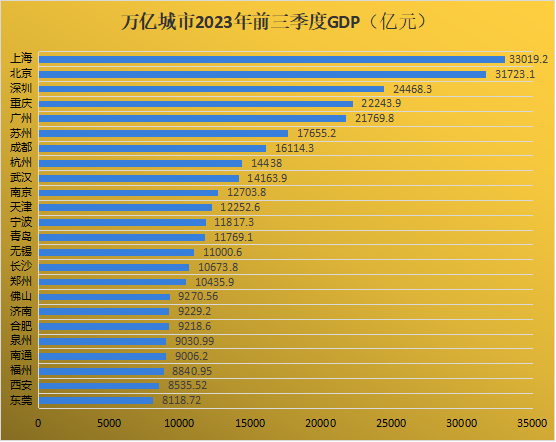 万亿城市2023年前三季度GDP（亿元）
上海 33019.2
北京 31723.1
深圳 24468.3
重庆 22243.9
广州 21769.8
苏州 17655.2
成都 16114.3
杭州 14438
武汉 14163.9
南京 12703.8
天津 12252.6
宁波 11817.3
青岛 11769.1
无锡 11000.6
长沙 10673.8
郑州 10435.9
佛山 9270.56
济南 9229.2
合肥 9218.6
泉州 9030.99
南通 9006.2
福州 8840.95
西安 8535.52
东莞 8118.72
0 5000 10000 15000 20000 25000 30000 35000